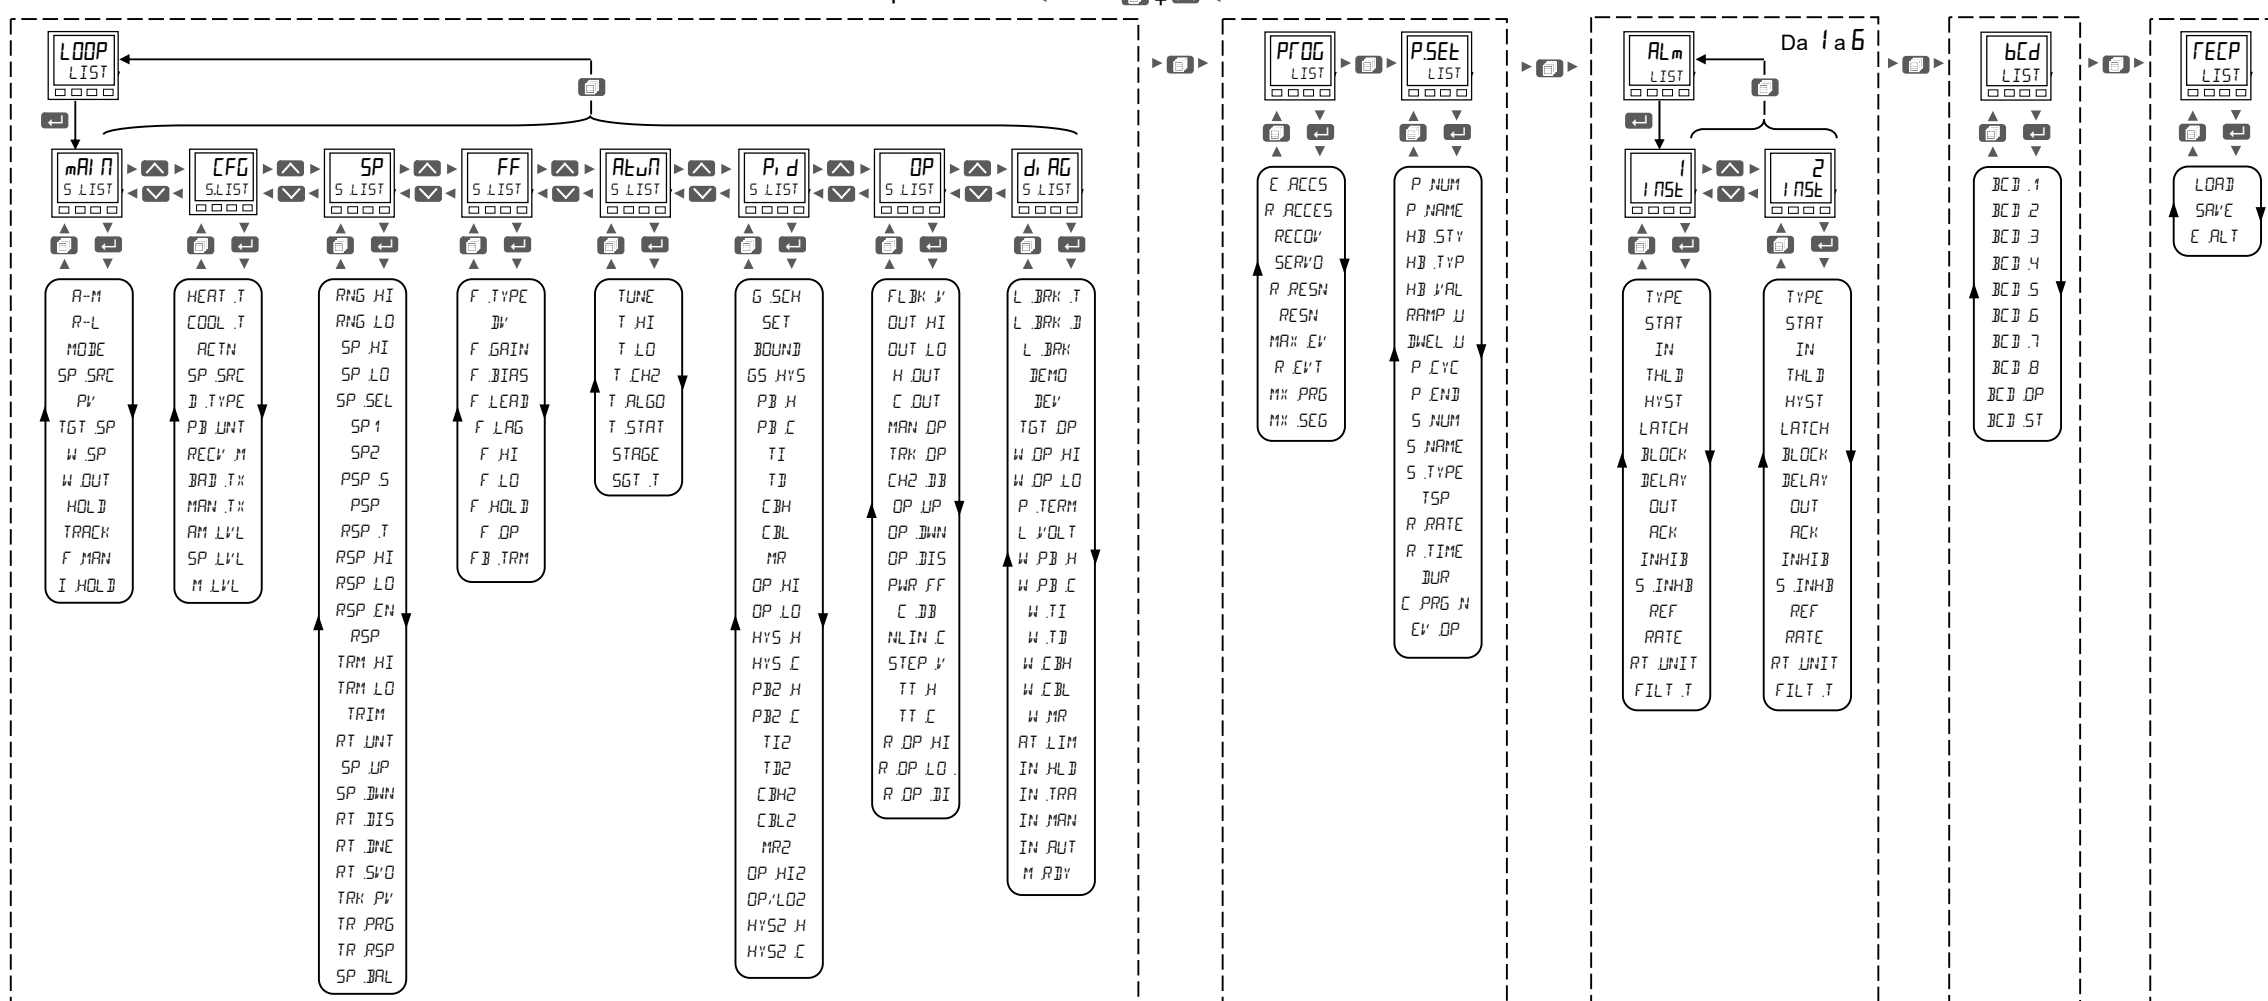 LOOP
LIST
mAIN
S.LIST
A-M
R-L
MODE
SP.SRC
PV
TGT.SP
W.SP
W.OUT
HOLD
TRACK
F.MAN
I.HOLD
CFG
S.LIST
HEAT.T
COOL.T
ACTN
SP.SRC
D.TYPE
PB.UNT
RECV.M
BAD.TX
MAN.TX
AM.LVL
SP.LVL
M.LVL
SP
S.LIST
RNG.HI
RNG.LO
SP.HI
SP.LO
SP.SEL
SP1
SP2
PSP.S
PSP
RSP.T
RSP.HI
RSP.LO
RSP.EN
RSP
TRM.HI
TRM.LO
TRIM
RT.UNT
SP.UP
SP.DWN
RT.DIS
RT.DNE
RT.SVO
TRK.PV
TR.PRG
TR.RSP
SP.BAL
FF
S.LIST
F.TYPE
DV
F.GAIN
F.BIAS
F.LEAD
F.LAG
F.HI
F.LO
F.HOLD
F.OP
FB.TRM
AtuN
S.LIST
TUNE
T.HI
T.LO
T.CH2
T.ALGO
T.STAT
STAGE
SGT.T
Pid
S.LIST
G.SCH
SET
BOUND
GS.HYS
PB.H
PB.C
TI
TD
CBH
CBL
MR
OP.HI
OP.LO
HYS.H
HYS.C
PB2.H
PB2.C
TI2
TD2
CBH2
CBL2
MR2
OP.HI2
OP/LO2
HYS2.H
HYS2.C
OP
S.LIST
FLBK.V
OUT.HI
OUT.LO
H.OUT
C.OUT
MAN.OP
TRK.OP
CH2.DB
OP.UP
OP.DWN
OP.DIS
PWR.FF
C.DB
NLIN.C
STEP.V
TT.H
TT.C
R.OP.HI
R.OP.LO.
R.OP.DI
diAG
S.LIST
L.BRK.T
L.BRK.D
L.BRK
DEMO
DEV
TGT.OP
W.OP.HI
W.OP.LO
P.TERM
L.VOLT
W.PB.H
W.PB.C
W.TI
W.TD
W.CBH
W.CBL
W.MR
AT.LIM
IN.HLD
IN.TRA
IN.MAN
IN.AUT
M.RDY
PrOG
LIST
E.ACCS
R.ACCES
RECOV
SERVO
R.RESN
RESN
MAX.EV
R.EVT
MX.PRG
MX.SEG
P.SEt
LIST
P.NUM
P.NAME
HB.STY
HB.TYP
HB.VAL
RAMP.U
DWEL.U
P.CYC
P.END
S.NUM
S.NAME
S.TYPE
TSP
R.RATE
R.TIME
DUR
C.PRG.N
EV.OP
ALm
LIST
Da 1 a 6
1
INSt
TYPE
STAT
IN
THLD
HYST
LATCH
BLOCK
DELAY
OUT
ACK
INHIB
S.INHB
REF
RATE
RT.UNIT
FILT.T
2
INSt
TYPE
STAT
IN
THLD
HYST
LATCH
BLOCK
DELAY
OUT
ACK
INHIB
S.INHB
REF
RATE
RT.UNIT
FILT.T
bCd
LIST
BCD.1
BCD.2
BCD.3
BCD.4
BCD.5
BCD.6
BCD.7
BCD.8
BCD.OP
BCD.ST
rECP
LIST
LOAD
SAVE
E.ALT